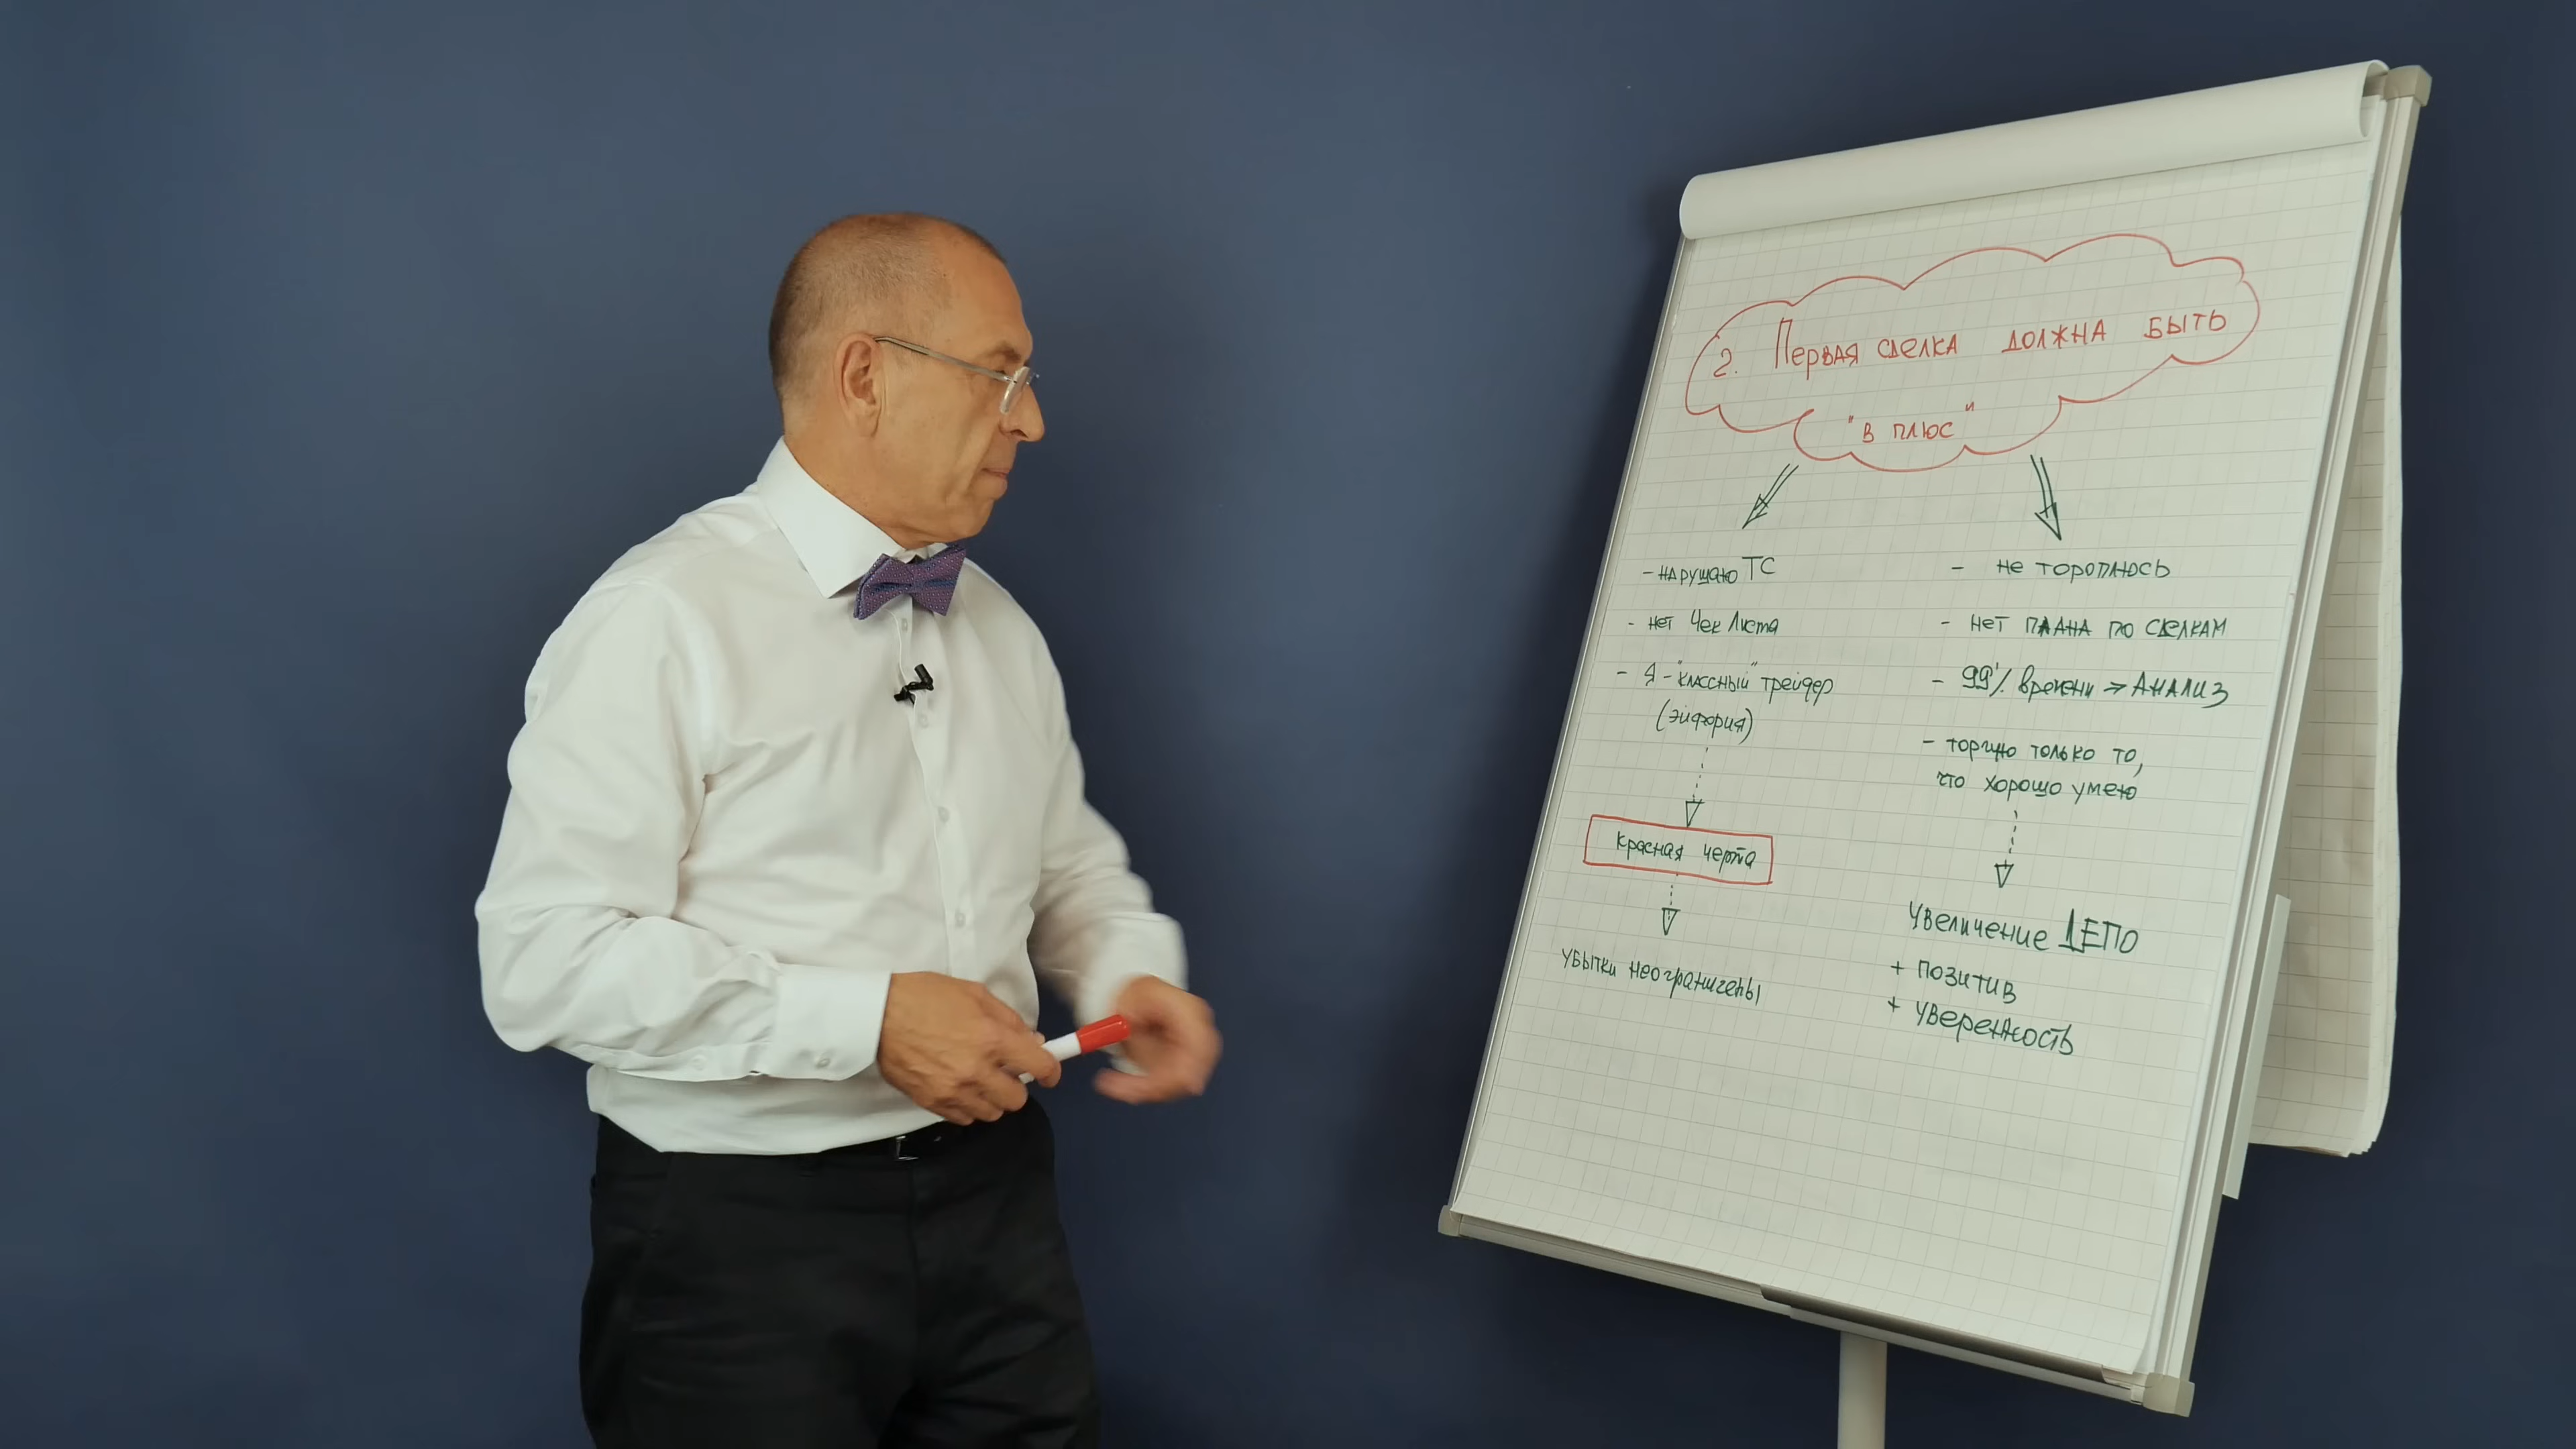 2. Первая сделка должна быть
"в плюс"
- нарушаю ТС
- нет Чек Листа
- Я - "классный" трейдер
(эйфория)
Красная черта
убытки неограничены
- не тороплюсь
- нет плана по сделкам
- 99% времени → Анализ
- торгую только то,
что хорошо умею
Увеличение ДЕПО
+ позитив
+ уверенность